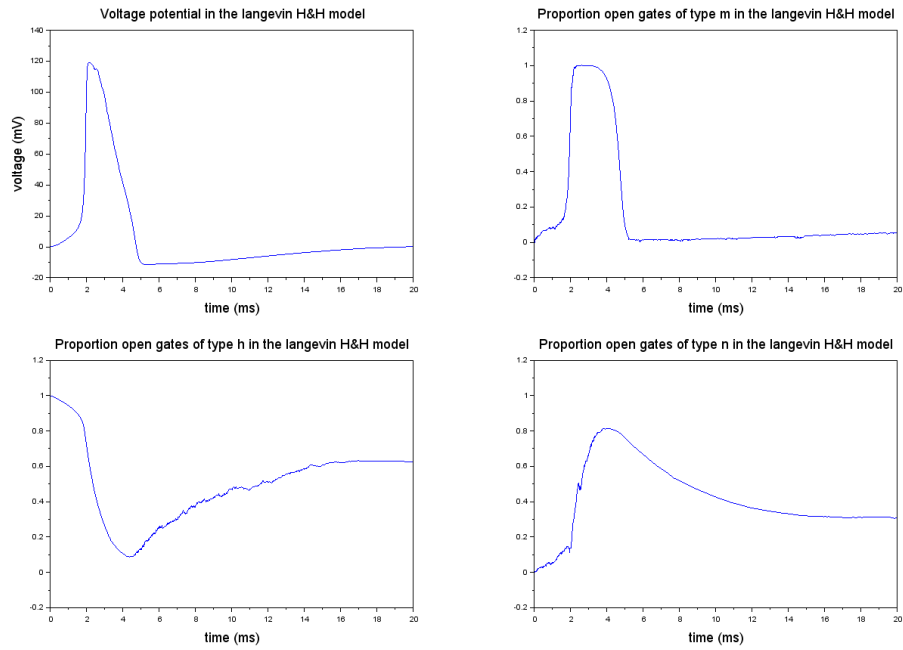 Voltage potential in the langevin H&H model
voltage (mV)
140
120
100
80
60
40
20
0
-20
0 2 4 6 8 10 12 14 16 18 20
time (ms)
Proportion open gates of type m in the langevin H&H model
1.2
1
0.8
0.6
0.4
0.2
0
-0.2
0 2 4 6 8 10 12 14 16 18 20
time (ms)
Proportion open gates of type h in the langevin H&H model
1.2
1
0.8
0.6
0.4
0.2
0
-0.2
0 2 4 6 8 10 12 14 16 18 20
time (ms)
Proportion open gates of type n in the langevin H&H model
1.2
1
0.8
0.6
0.4
0.2
0
-0.2
0 2 4 6 8 10 12 14 16 18 20
time (ms)